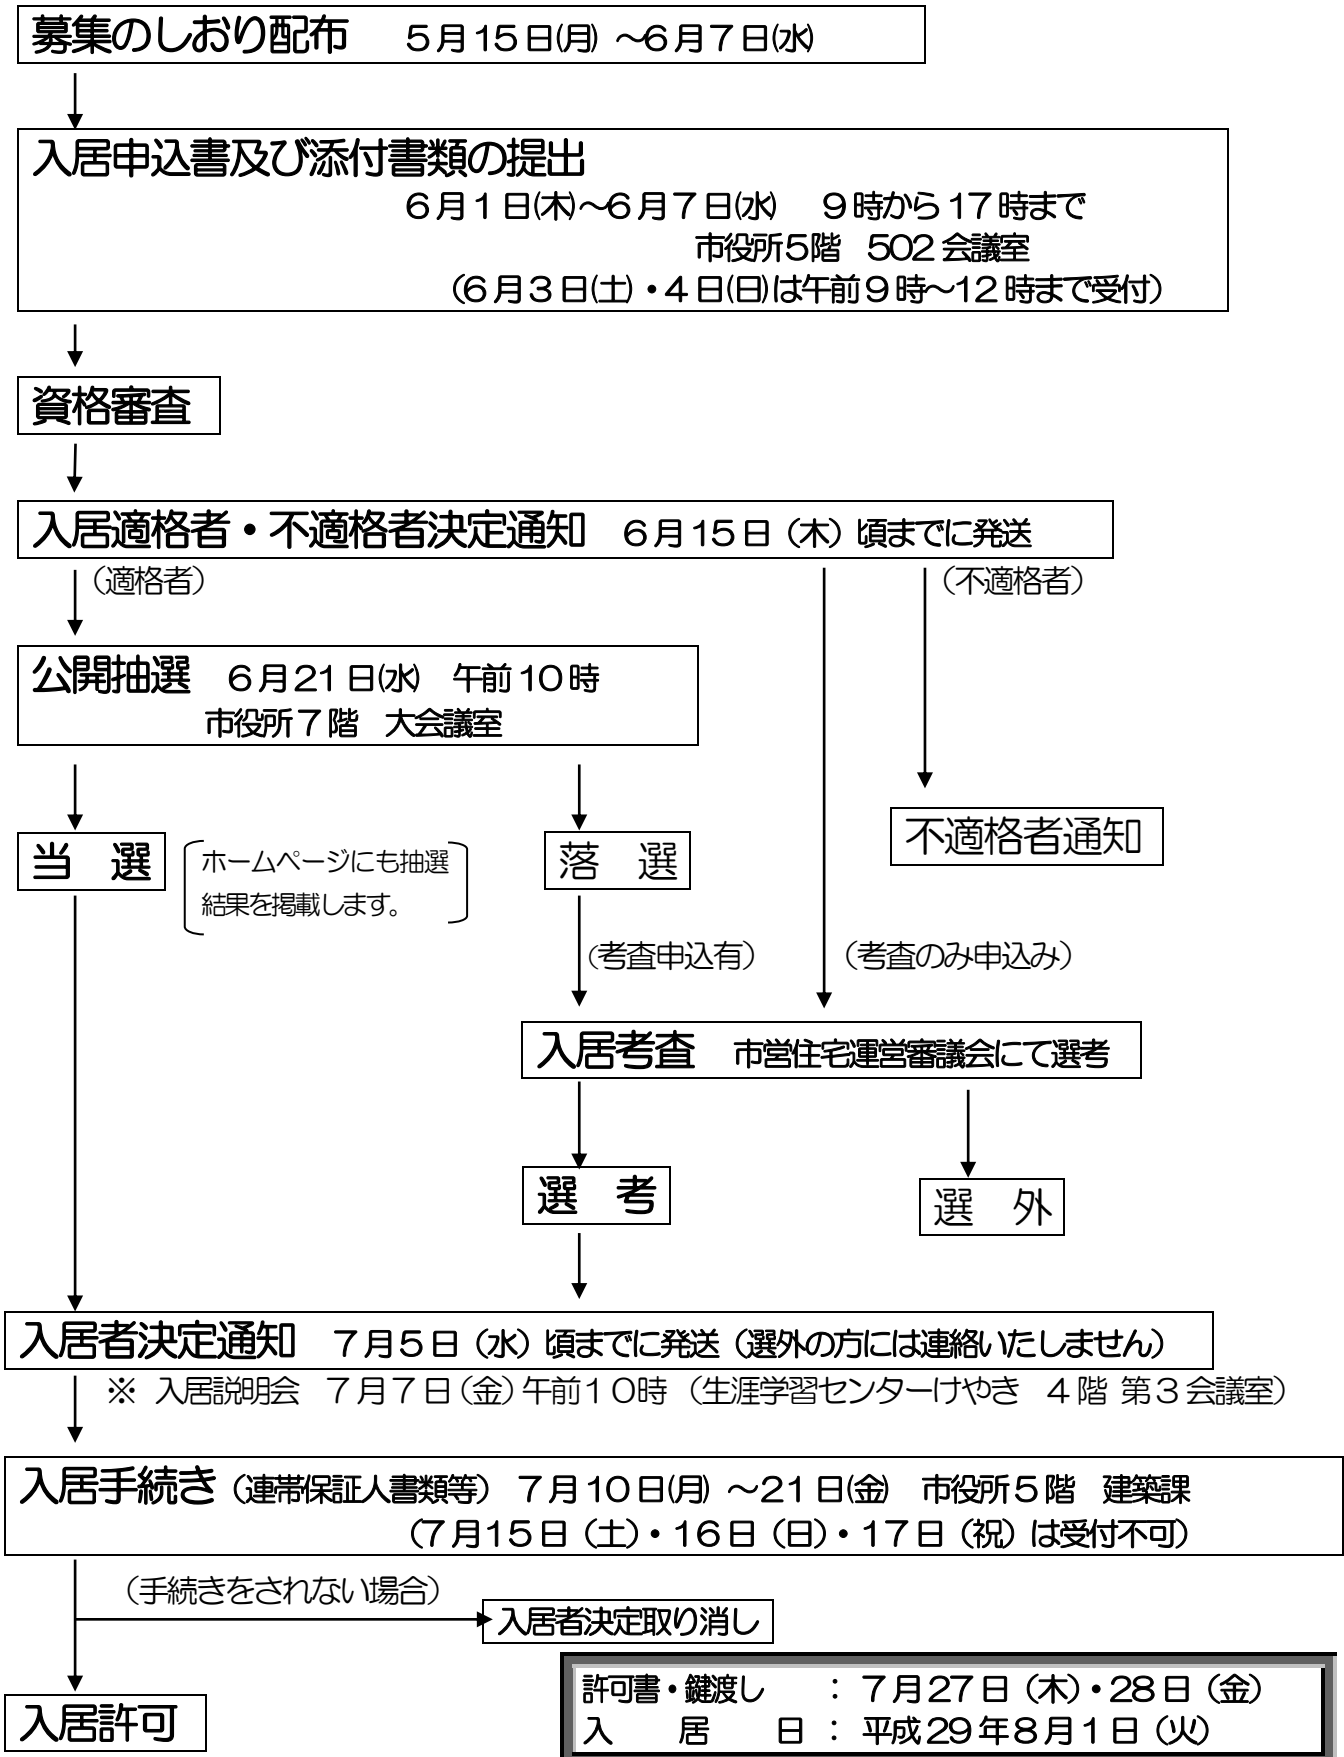 募集のしおり配布　５月15日(月) ～６月７日(水)
入居申込書及び添付書類の提出
６月１日(木)～６月７日(水)　９時から17時まで
市役所５階　502会議室
（６月３日(土)・４日(日)は午前９時～12時まで受付）
資格審査
入居適格者・不適格者決定通知　６月15日（木）頃までに発送
（適格者）
（不適格者）
公開抽選　６月21日(水)　午前10時
市役所７階　大会議室
不適格者通知
当　選
ホームページにも抽選
結果を掲載します。
落　選
(考査申込有）
（考査のみ申込み）
入居考査　市営住宅運営審議会にて選考
選　考
選　外
入居者決定通知　７月５日（水）頃までに発送（選外の方には連絡いたしません）
※ 入居説明会　７月７日（金）午前１０時（生涯学習センターけやき　４階 第３会議室）
入居手続き（連帯保証人書類等）　７月10日(月) ～21日(金)　市役所５階　建築課
（７月15日（土）・16日（日）・17日（祝）は受付不可）
（手続きをされない場合）
入居者決定取り消し
許可書・鍵渡し　：　７月27日（木）・28日（金）
入　居　日　：　平成29年８月１日（火）
入居許可